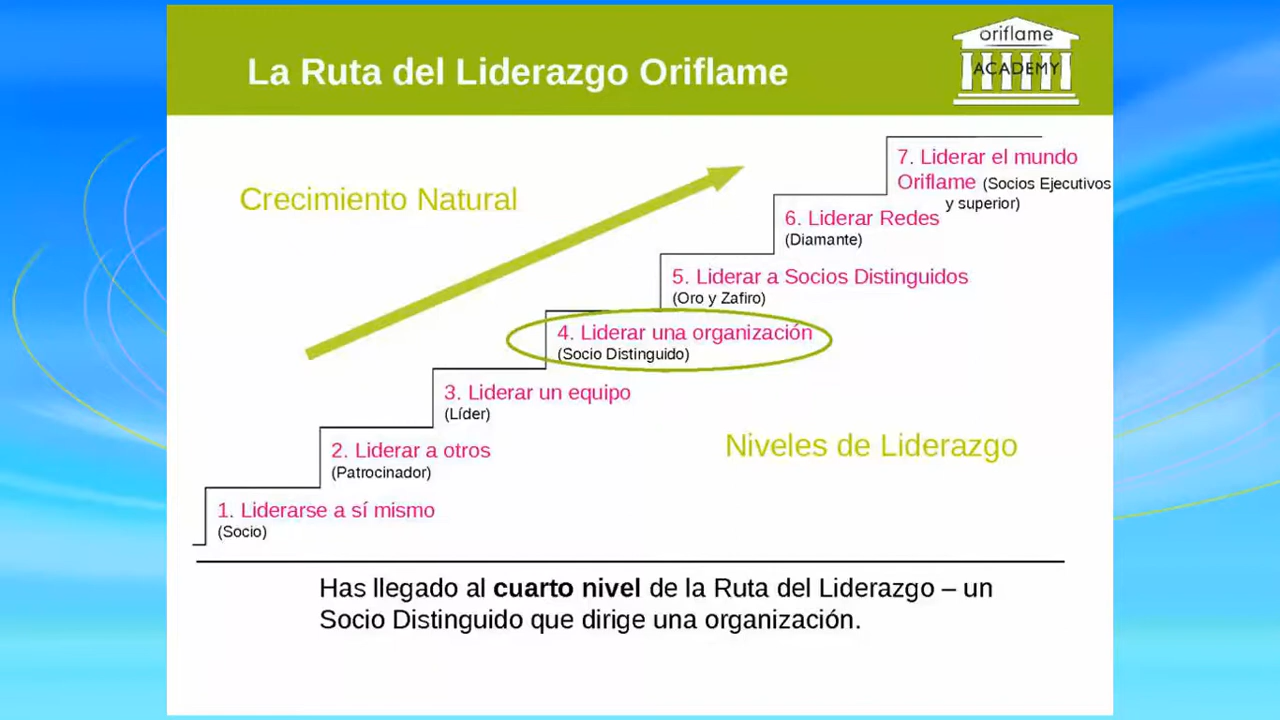 La Ruta del Liderazgo Oriflame
oriflame
ACADEMY
Crecimiento Natural
7. Liderar el mundo
Oriflame (Socios Ejecutivos
y superior)
6. Liderar Redes
(Diamante)
5. Liderar a Socios Distinguidos
(Oro y Zafiro)
4. Liderar una organización
(Socio Distinguido)
3. Liderar un equipo
(Líder)
2. Liderar a otros
(Patrocinador)
1. Liderarse a sí mismo
(Socio)
Niveles de Liderazgo
Has llegado al cuarto nivel de la Ruta del Liderazgo – un
Socio Distinguido que dirige una organización.